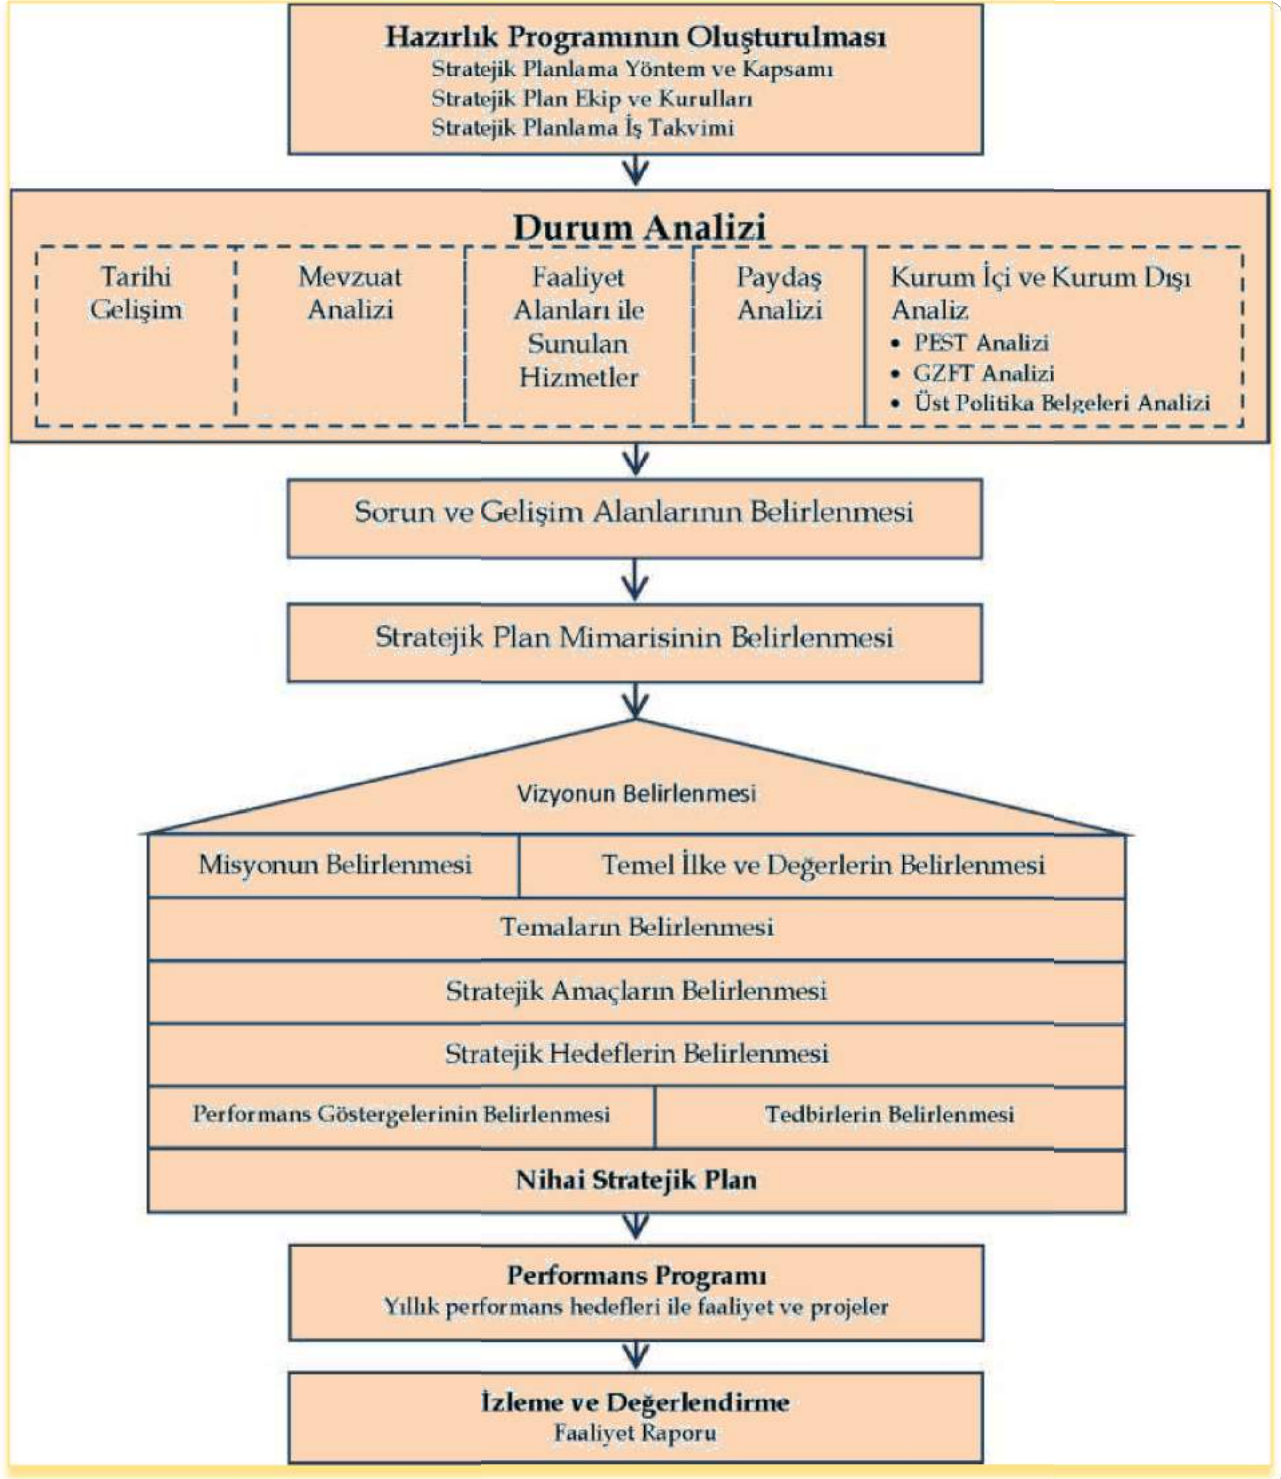 Hazırlık Programının Oluşturulması
Stratejik Planlama Yöntem ve Kapsamı
Stratejik Plan Ekip ve Kurulları
Stratejik Planlama İş Takvimi
Durum Analizi
Tarihi
Gelişim
Mevzuat
Analizi
Faaliyet
Alanları ile
Sunulan
Hizmetler
Paydaş
Analizi
Kurum İçi ve Kurum Dışı
Analiz
• PEST Analizi
• GZFT Analizi
• Üst Politika Belgeleri Analizi
Sorun ve Gelişim Alanlarının Belirlenmesi
Stratejik Plan Mimarisinin Belirlenmesi
Vizyonun Belirlenmesi
Misyonun Belirlenmesi
Temel İlke ve Değerlerin Belirlenmesi
Temaların Belirlenmesi
Stratejik Amaçların Belirlenmesi
Stratejik Hedeflerin Belirlenmesi
Performans Göstergelerinin Belirlenmesi
Tedbirlerin Belirlenmesi
Nihai Stratejik Plan
Performans Programı
Yıllık performans hedefleri ile faaliyet ve projeler
İzleme ve Değerlendirme
Faaliyet Raporu